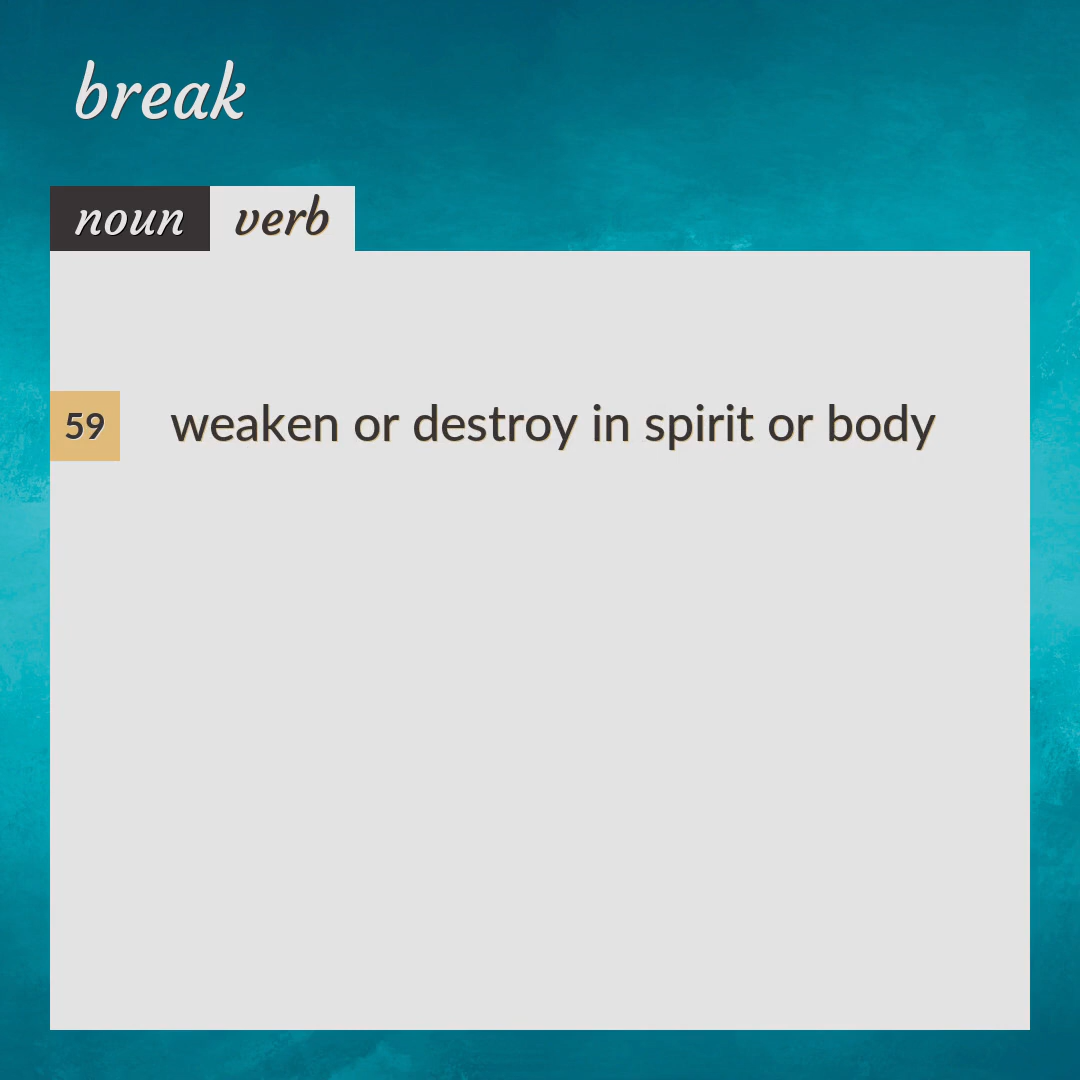 break
noun verb
59 weaken or destroy in spirit or body